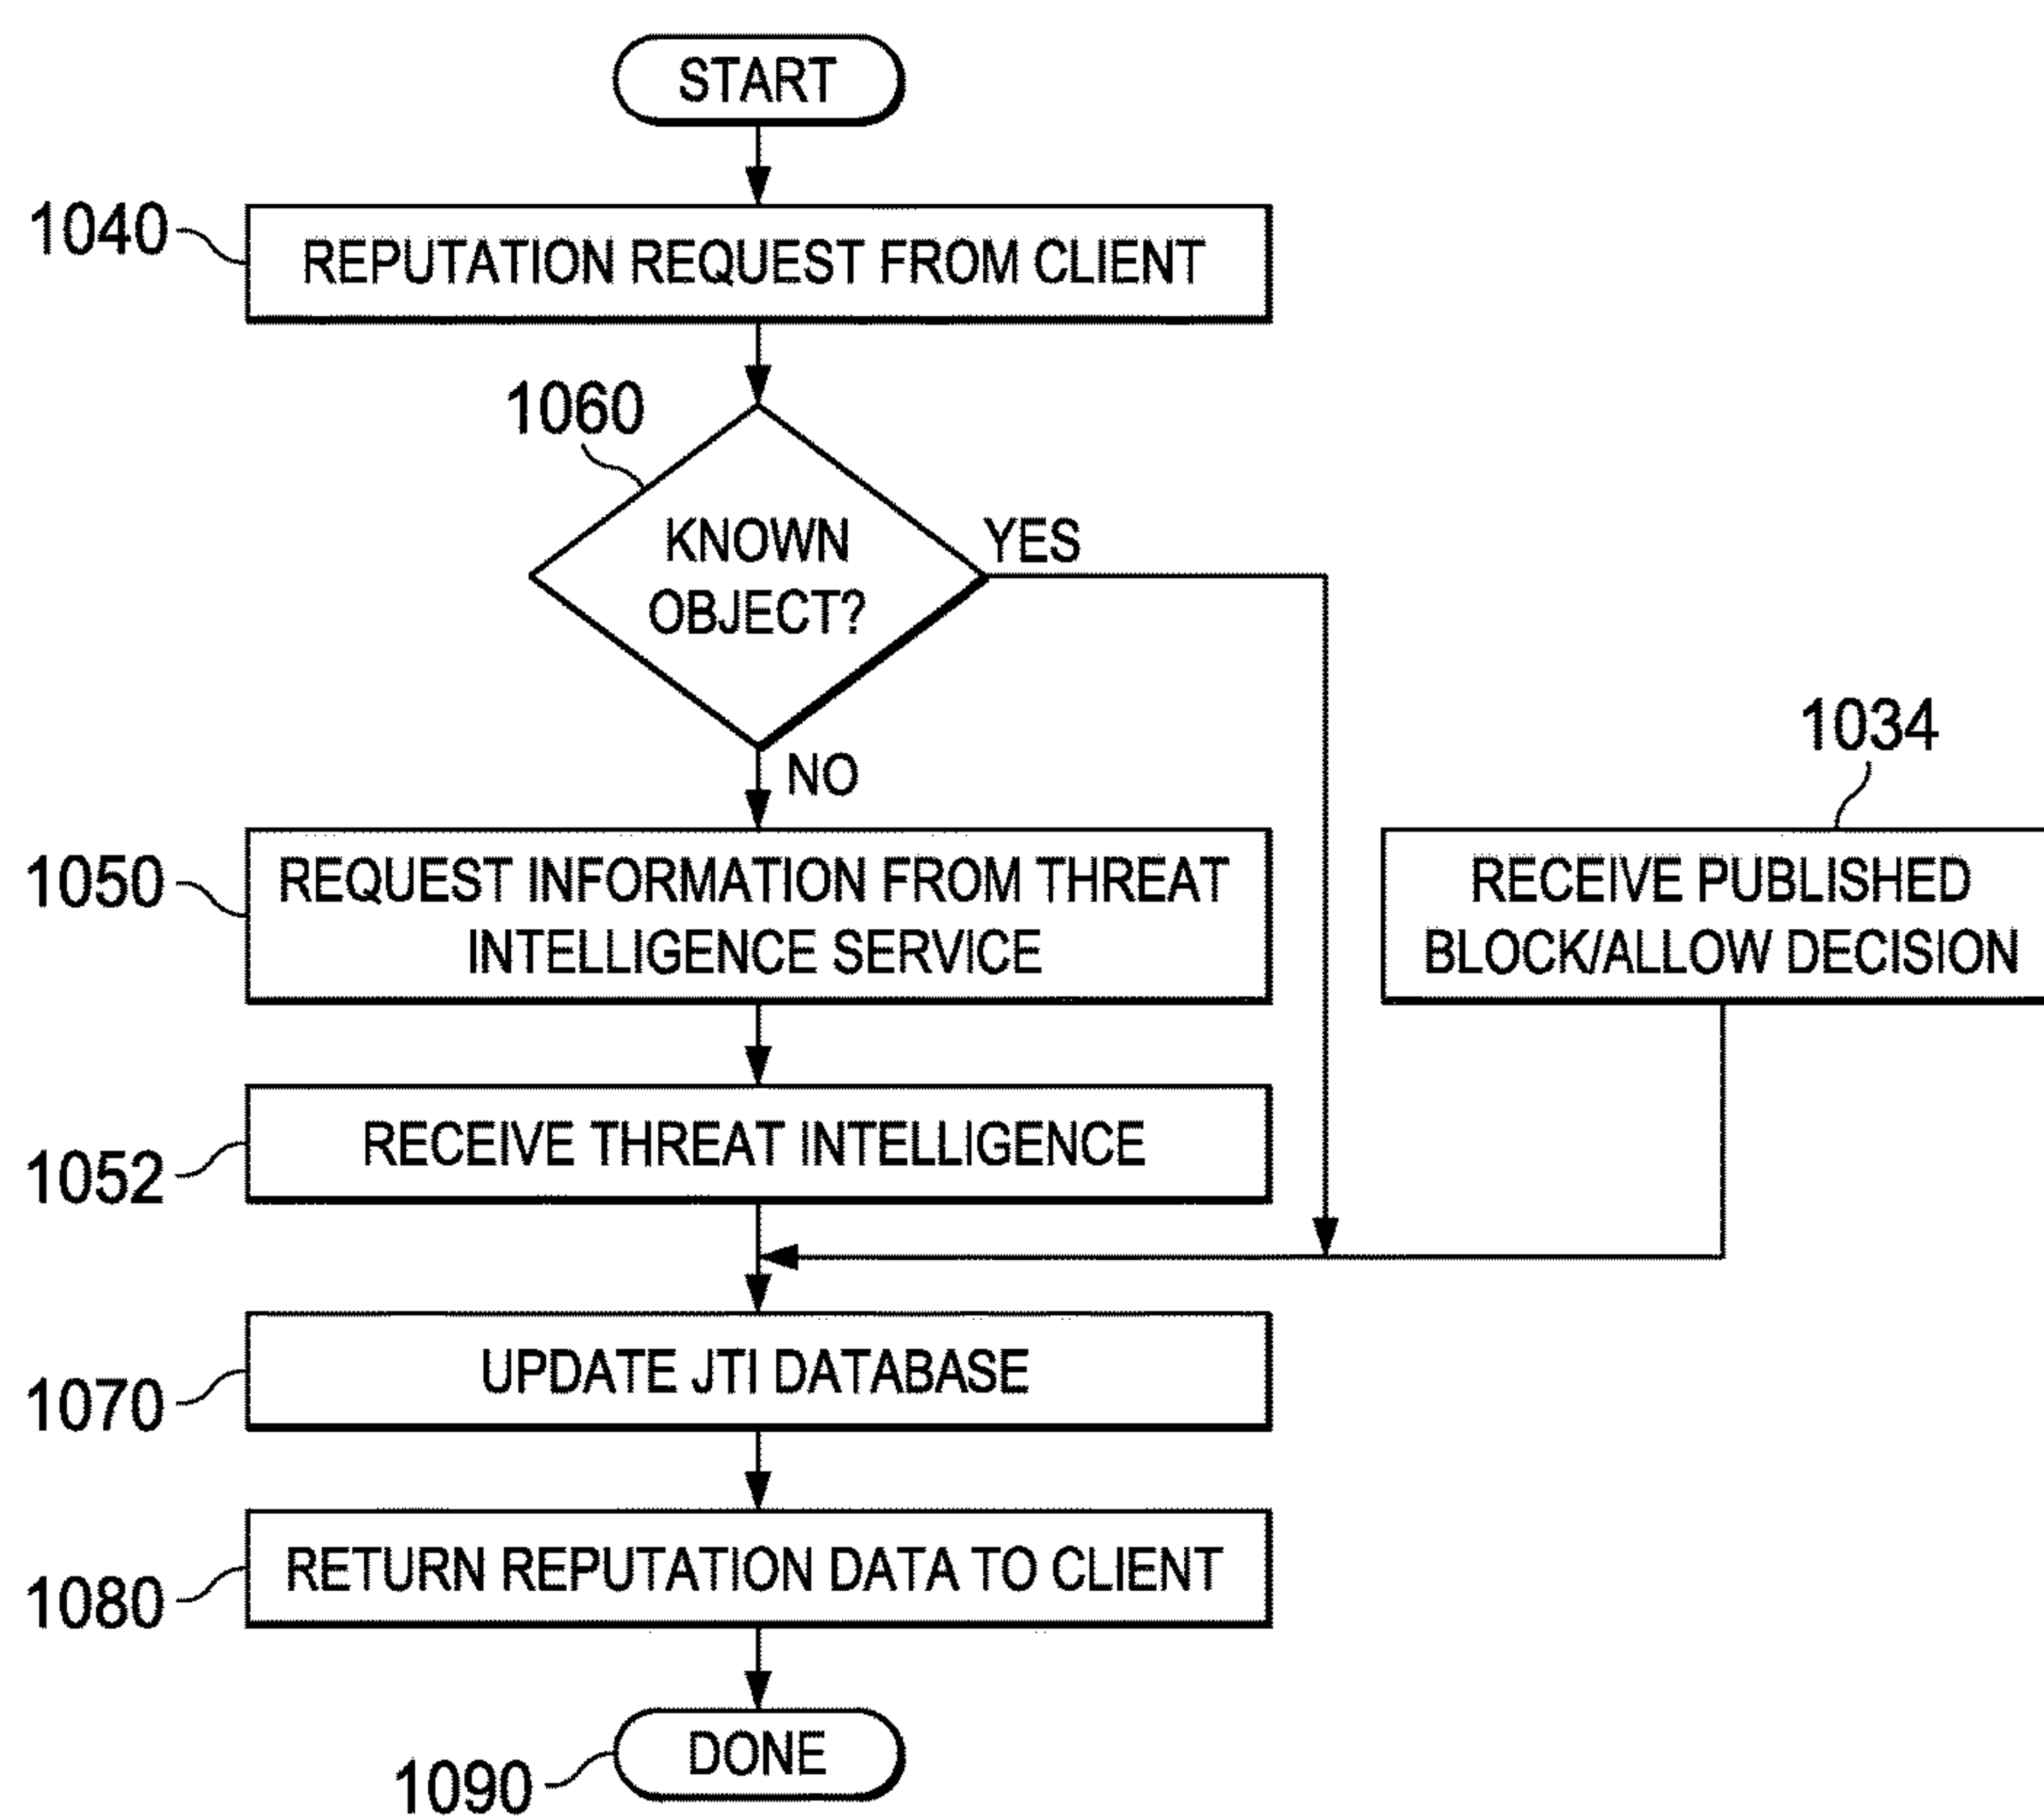 START
1040
REPUTATION REQUEST FROM CLIENT
1060
KNOWN
OBJECT?
YES
NO
1034
1050
REQUEST INFORMATION FROM THREAT
INTELLIGENCE SERVICE
RECEIVE PUBLISHED
BLOCK/ALLOW DECISION
1052
RECEIVE THREAT INTELLIGENCE
1070
UPDATE JTI DATABASE
1080
RETURN REPUTATION DATA TO CLIENT
1090
DONE